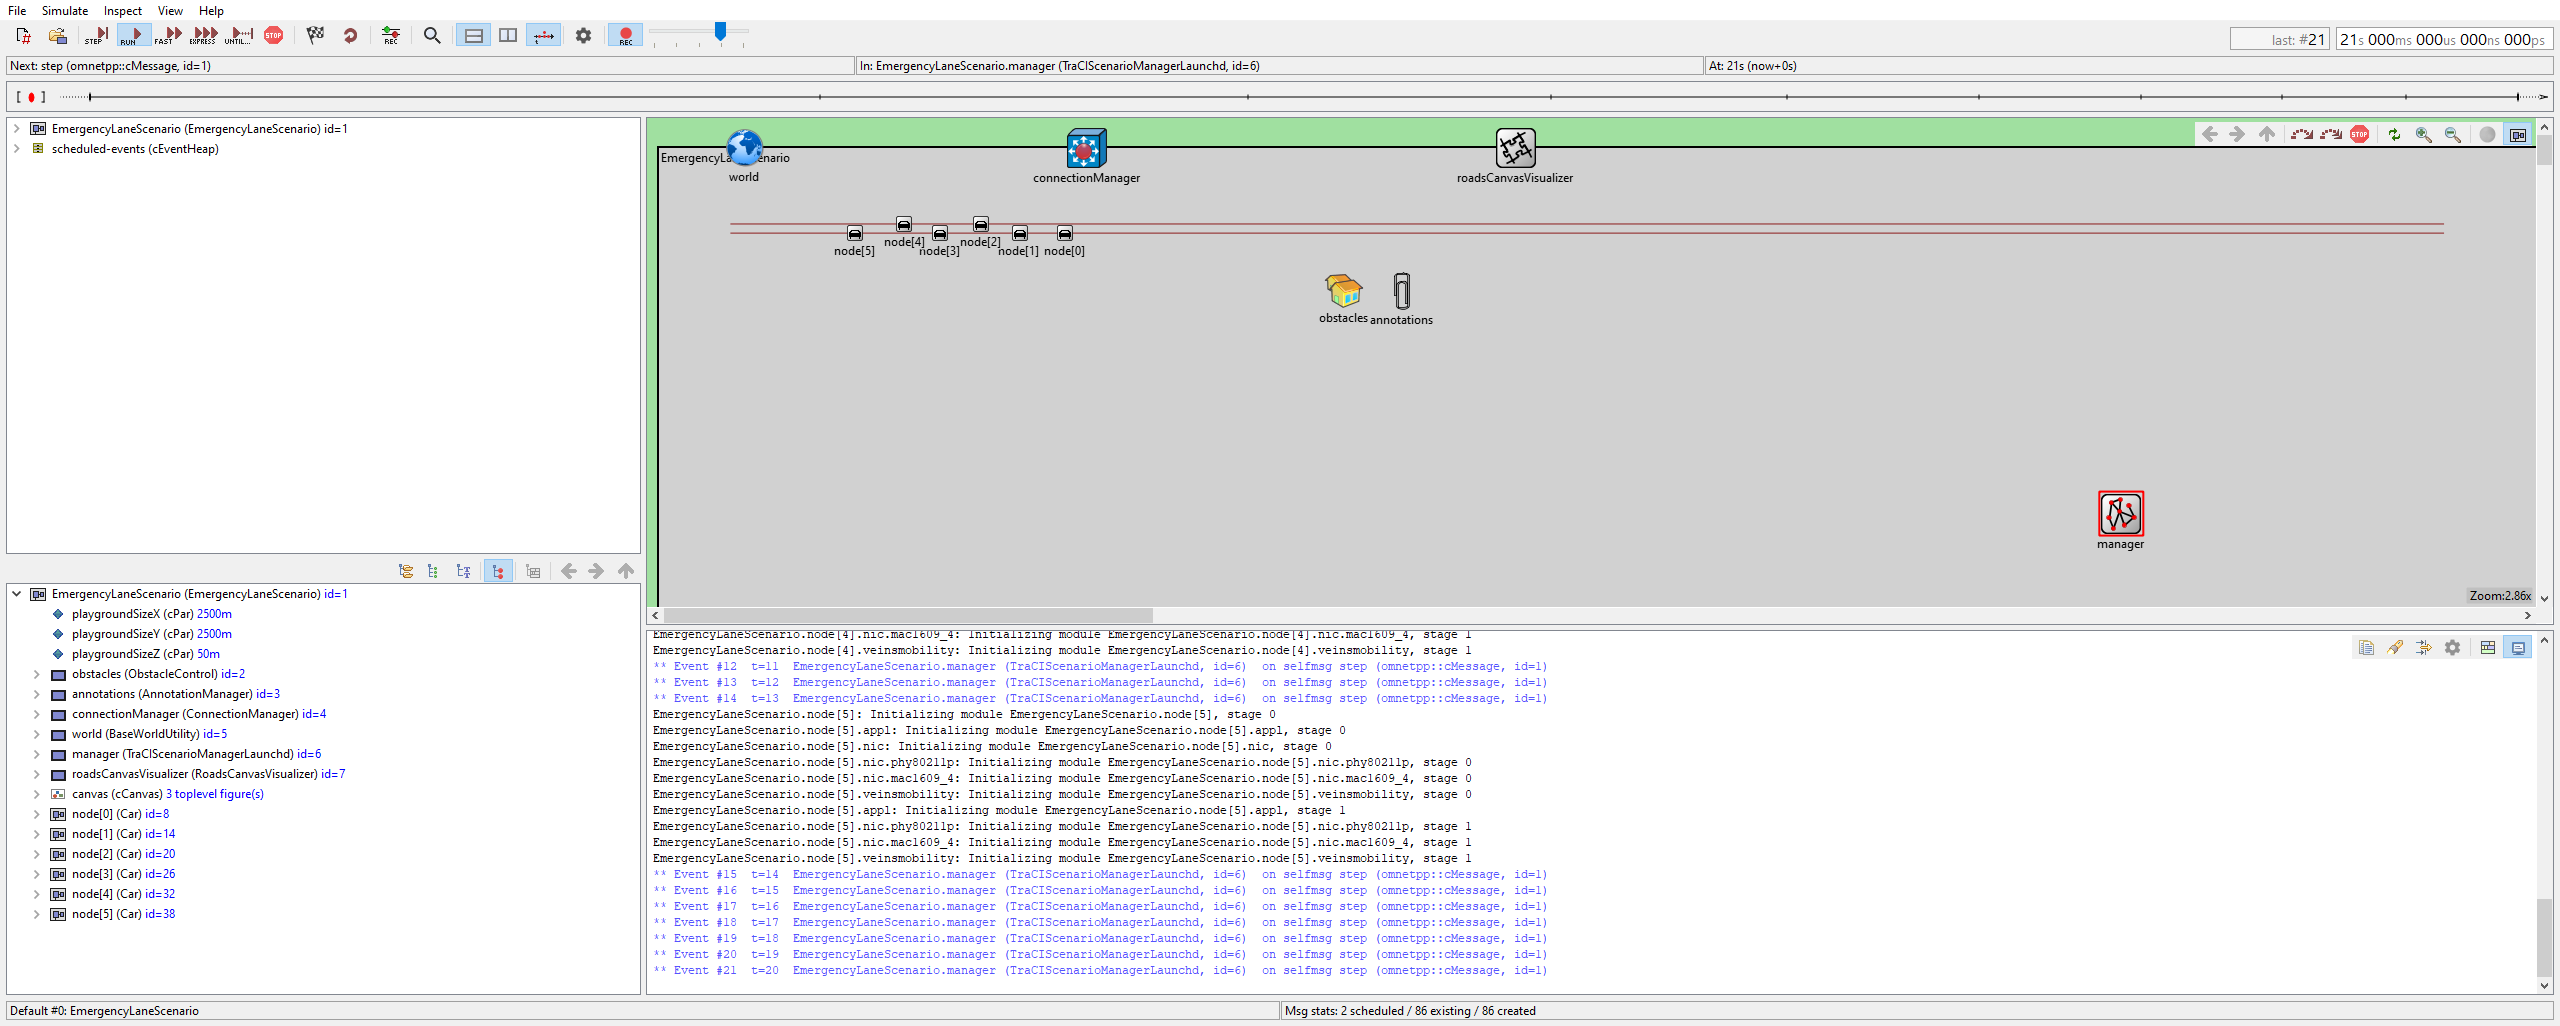 File Simulate Inspect View Help
STEP RUN FAST EXPRESS UNTIL... STOP REC REC
last: #21 21s 000ms 000us 000ns 000ps
Next: step (omnetpp::cMessage, id=1) In: EmergencyLaneScenario.manager (TraCIScenarioManagerLaunchd, id=6) At: 21s (now+0s)
EmergencyLaneScenario (EmergencyLaneScenario) id=1
scheduled-events (cEventHeap)
STOP
world
connectionManager
roadsCanvasVisualizer
node[5]
node[4]
node[3]
node[2]
node[1]
node[0]
obstacles
annotations
manager
Zoom:2.86x
EmergencyLaneScenario (EmergencyLaneScenario) id=1
playgroundSizeX (cPar) 2500m
playgroundSizeY (cPar) 2500m
playgroundSizeZ (cPar) 50m
obstacles (ObstacleControl) id=2
annotations (AnnotationManager) id=3
connectionManager (ConnectionManager) id=4
world (BaseWorldUtility) id=5
manager (TraCIScenarioManagerLaunchd) id=6
roadsCanvasVisualizer (RoadsCanvasVisualizer) id=7
canvas (cCanvas) 3 toplevel figure(s)
node[0] (Car) id=8
node[1] (Car) id=14
node[2] (Car) id=20
node[3] (Car) id=26
node[4] (Car) id=32
node[5] (Car) id=38
EmergencyLaneScenario.node[4].nic.mac1609_4: Initializing module EmergencyLaneScenario.node[4].nic.mac1609_4, stage 1
EmergencyLaneScenario.node[4].veinsmobility: Initializing module EmergencyLaneScenario.node[4].veinsmobility, stage 1
** Event #12 t=11 EmergencyLaneScenario.manager (TraCIScenarioManagerLaunchd, id=6) on selfmsg step (omnetpp::cMessage, id=1)
** Event #13 t=12 EmergencyLaneScenario.manager (TraCIScenarioManagerLaunchd, id=6) on selfmsg step (omnetpp::cMessage, id=1)
** Event #14 t=13 EmergencyLaneScenario.manager (TraCIScenarioManagerLaunchd, id=6) on selfmsg step (omnetpp::cMessage, id=1)
EmergencyLaneScenario.node[5]: Initializing module EmergencyLaneScenario.node[5], stage 0
EmergencyLaneScenario.node[5].appl: Initializing module EmergencyLaneScenario.node[5].appl, stage 0
EmergencyLaneScenario.node[5].nic: Initializing module EmergencyLaneScenario.node[5].nic, stage 0
EmergencyLaneScenario.node[5].nic.phy80211p: Initializing module EmergencyLaneScenario.node[5].nic.phy80211p, stage 0
EmergencyLaneScenario.node[5].nic.mac1609_4: Initializing module EmergencyLaneScenario.node[5].nic.mac1609_4, stage 0
EmergencyLaneScenario.node[5].veinsmobility: Initializing module EmergencyLaneScenario.node[5].veinsmobility, stage 0
EmergencyLaneScenario.node[5].appl: Initializing module EmergencyLaneScenario.node[5].appl, stage 1
EmergencyLaneScenario.node[5].nic.phy80211p: Initializing module EmergencyLaneScenario.node[5].nic.phy80211p, stage 1
EmergencyLaneScenario.node[5].nic.mac1609_4: Initializing module EmergencyLaneScenario.node[5].nic.mac1609_4, stage 1
EmergencyLaneScenario.node[5].veinsmobility: Initializing module EmergencyLaneScenario.node[5].veinsmobility, stage 1
** Event #15 t=14 EmergencyLaneScenario.manager (TraCIScenarioManagerLaunchd, id=6) on selfmsg step (omnetpp::cMessage, id=1)
** Event #16 t=15 EmergencyLaneScenario.manager (TraCIScenarioManagerLaunchd, id=6) on selfmsg step (omnetpp::cMessage, id=1)
** Event #17 t=16 EmergencyLaneScenario.manager (TraCIScenarioManagerLaunchd, id=6) on selfmsg step (omnetpp::cMessage, id=1)
** Event #18 t=17 EmergencyLaneScenario.manager (TraCIScenarioManagerLaunchd, id=6) on selfmsg step (omnetpp::cMessage, id=1)
** Event #19 t=18 EmergencyLaneScenario.manager (TraCIScenarioManagerLaunchd, id=6) on selfmsg step (omnetpp::cMessage, id=1)
** Event #20 t=19 EmergencyLaneScenario.manager (TraCIScenarioManagerLaunchd, id=6) on selfmsg step (omnetpp::cMessage, id=1)
** Event #21 t=20 EmergencyLaneScenario.manager (TraCIScenarioManagerLaunchd, id=6) on selfmsg step (omnetpp::cMessage, id=1)
Default #0: EmergencyLaneScenario
Msg stats: 2 scheduled / 86 existing / 86 created